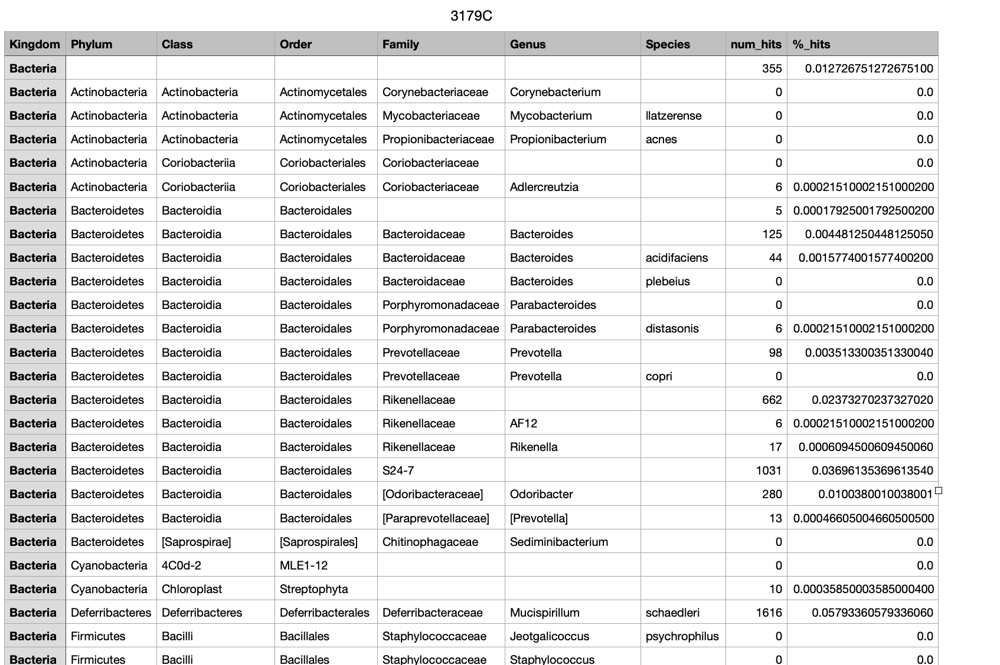 3179C
Kingdom Phylum Class Order Family Genus Species num_hits %_hits
Bacteria 355 0.012726751272675100
Bacteria Actinobacteria Actinobacteria Actinomycetales Corynebacteriaceae Corynebacterium 0 0.0
Bacteria Actinobacteria Actinobacteria Actinomycetales Mycobacteriaceae Mycobacterium llatzerense 0 0.0
Bacteria Actinobacteria Actinobacteria Actinomycetales Propionibacteriaceae Propionibacterium acnes 0 0.0
Bacteria Actinobacteria Coriobacteriia Coriobacteriales Coriobacteriaceae 0 0.0
Bacteria Actinobacteria Coriobacteriia Coriobacteriales Coriobacteriaceae Adlercreutzia 6 0.00021510002151000200
Bacteria Bacteroidetes Bacteroidia Bacteroidales 5 0.00017925001792500200
Bacteria Bacteroidetes Bacteroidia Bacteroidales Bacteroidaceae Bacteroides 125 0.004481250448125050
Bacteria Bacteroidetes Bacteroidia Bacteroidales Bacteroidaceae Bacteroides acidifaciens 44 0.0015774001577400200
Bacteria Bacteroidetes Bacteroidia Bacteroidales Bacteroidaceae Bacteroides plebeius 0 0.0
Bacteria Bacteroidetes Bacteroidia Bacteroidales Porphyromonadaceae Parabacteroides 0 0.0
Bacteria Bacteroidetes Bacteroidia Bacteroidales Porphyromonadaceae Parabacteroides distasonis 6 0.00021510002151000200
Bacteria Bacteroidetes Bacteroidia Bacteroidales Prevotellaceae Prevotella 98 0.003513300351330040
Bacteria Bacteroidetes Bacteroidia Bacteroidales Prevotellaceae Prevotella copri 0 0.0
Bacteria Bacteroidetes Bacteroidia Bacteroidales Rikenellaceae 662 0.02373270237327020
Bacteria Bacteroidetes Bacteroidia Bacteroidales Rikenellaceae AF12 6 0.00021510002151000200
Bacteria Bacteroidetes Bacteroidia Bacteroidales Rikenellaceae Rikenella 17 0.0006094500609450060
Bacteria Bacteroidetes Bacteroidia Bacteroidales S24-7 1031 0.03696135369613540
Bacteria Bacteroidetes Bacteroidia Bacteroidales [Odoribacteraceae] Odoribacter 280 0.0100380010038001
Bacteria Bacteroidetes Bacteroidia Bacteroidales [Paraprevotellaceae] [Prevotella] 13 0.00046605004660500500
Bacteria Bacteroidetes [Saprospirae] [Saprospirales] Chitinophagaceae Sediminibacterium 0 0.0
Bacteria Cyanobacteria 4C0d-2 MLE1-12 0 0.0
Bacteria Cyanobacteria Chloroplast Streptophyta 10 0.00035850003585000400
Bacteria Deferribacteres Deferribacteres Deferribacterales Deferribacteraceae Mucispirillum schaedleri 1616 0.05793360579336060
Bacteria Firmicutes Bacilli Bacillales Staphylococcaceae Jeotgalicoccus psychrophilus 0 0.0
Bacteria Firmicutes Bacilli Bacillales Staphylococcaceae Staphylococcus 0 0.0